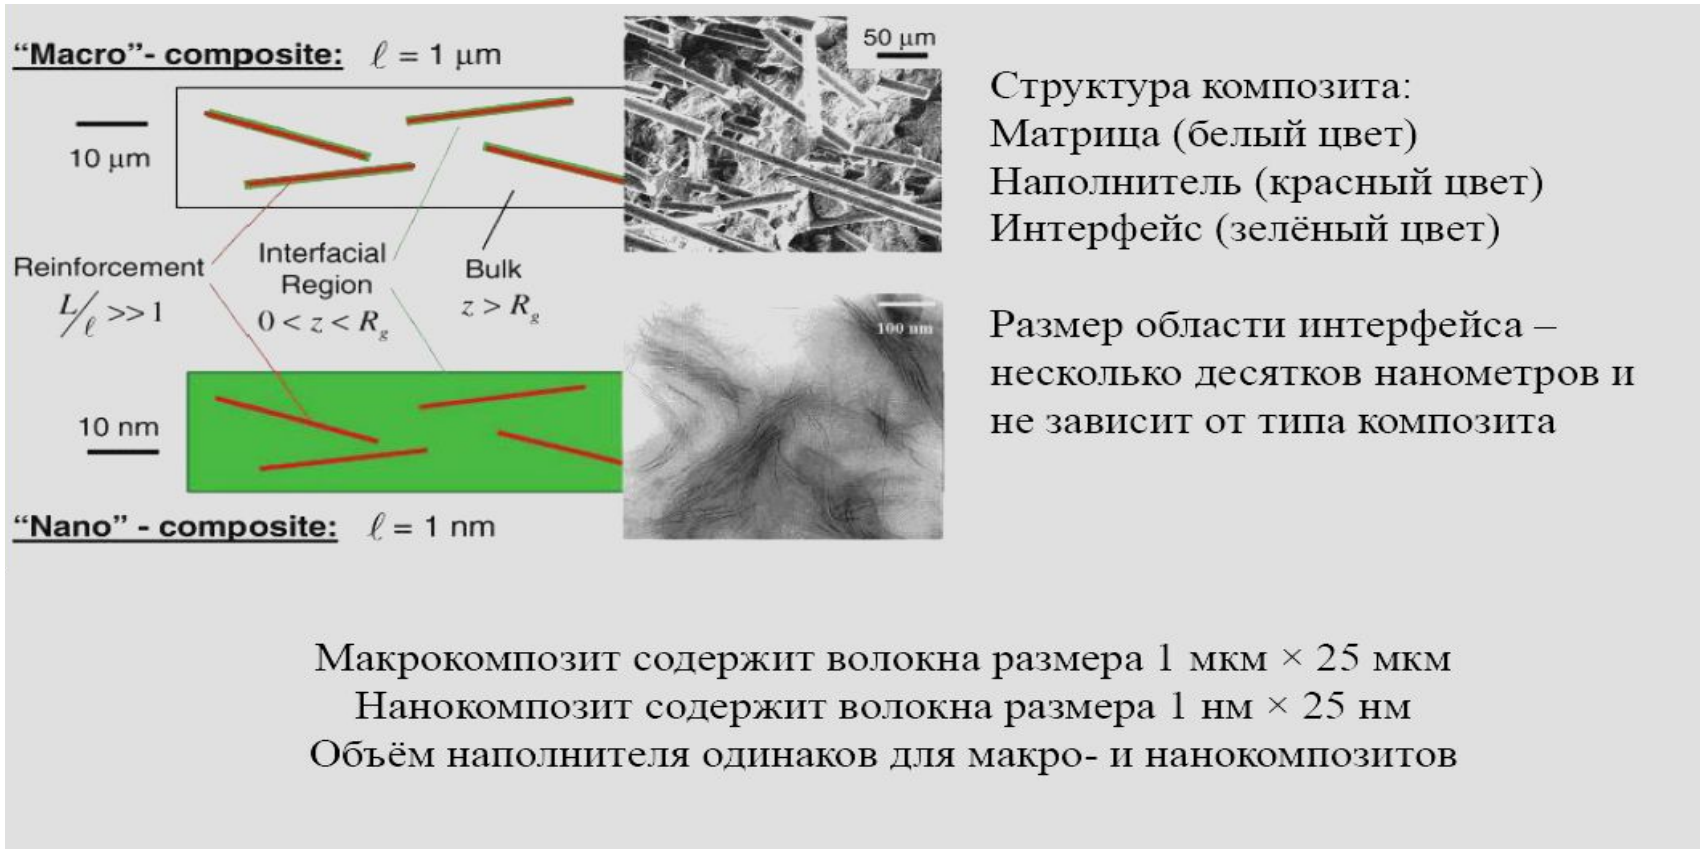 “Macro”- composite: ℓ = 1 μm
10 μm
50 μm
Reinforcement
L/ℓ >> 1
Interfacial
Region
0 < z < Rg
Bulk
z > Rg
100 nm
10 nm
“Nano” - composite: ℓ = 1 nm
Структура композита:
Матрица (белый цвет)
Наполнитель (красный цвет)
Интерфейс (зелёный цвет)
Размер области интерфейса –
несколько десятков нанометров и
не зависит от типа композита
Макрокомпозит содержит волокна размера 1 мкм × 25 мкм
Нанокомпозит содержит волокна размера 1 нм × 25 нм
Объём наполнителя одинаков для макро- и нанокомпозитов